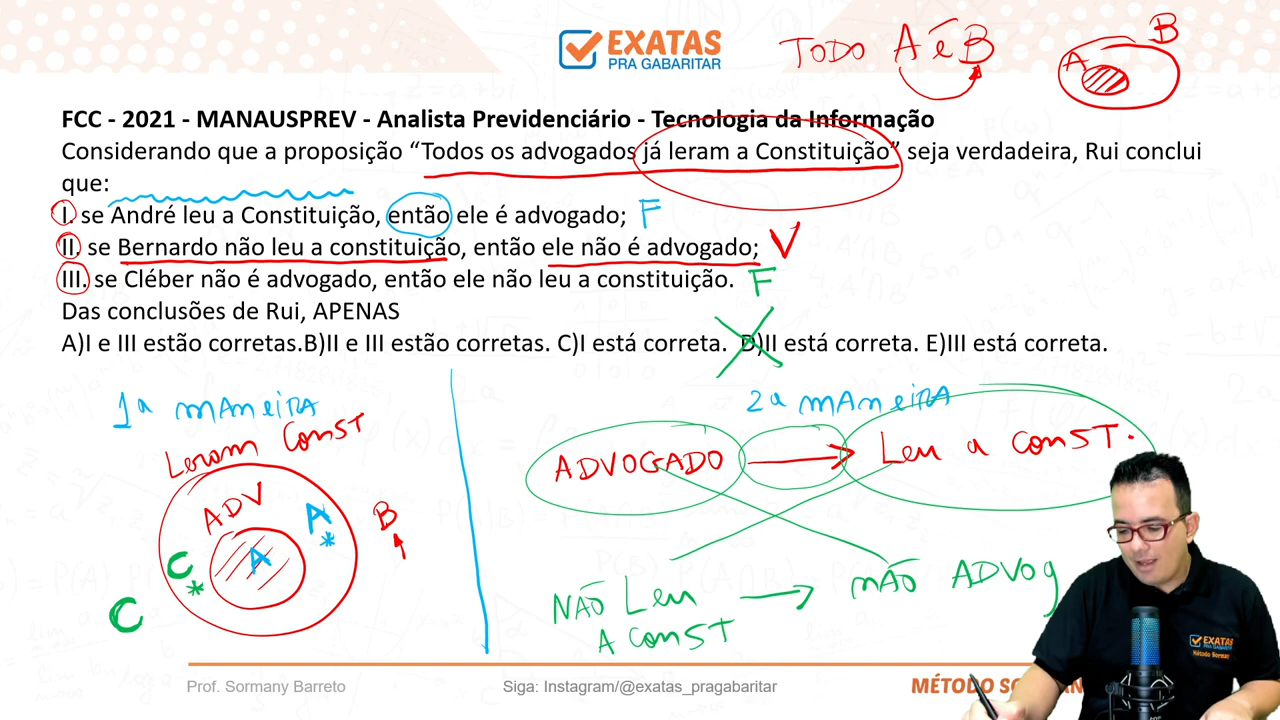 EXATAS
PRA GABARITAR
TODO A é B
B
A
FCC - 2021 - MANAUSPREV - Analista Previdenciário - Tecnologia da Informação
Considerando que a proposição “Todos os advogados já leram a Constituição” seja verdadeira, Rui conclui
que:
I. se André leu a Constituição, então ele é advogado; F
II. se Bernardo não leu a constituição, então ele não é advogado; V
III. se Cléber não é advogado, então ele não leu a constituição. F
Das conclusões de Rui, APENAS
A)I e III estão corretas.B)II e III estão corretas. C)I está correta. D)II está correta. E)III está correta.
1ª MANEIRA
Leram CONST
ADV
A
*
A
B
C
*
C
2ª MANEIRA
ADVOGADO → Leu a CONST.
NÃO Leu → NÃO ADVOG
A CONST
EXATAS
PRA GABARITAR
Método Sormany
Prof. Sormany Barreto
Siga: Instagram/@exatas_pragabaritar
MÉTODO